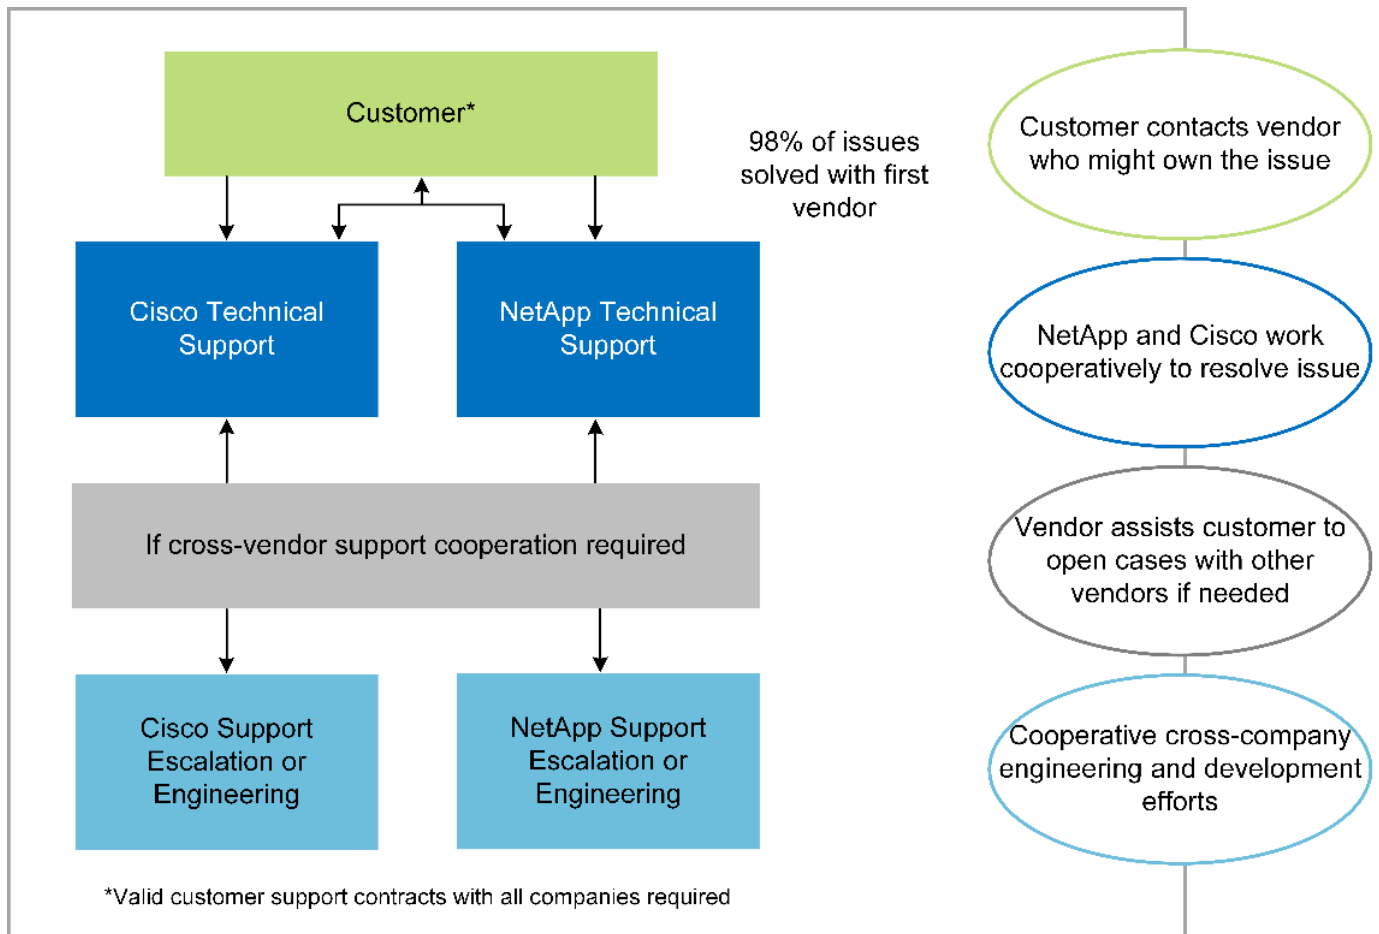 Customer*
98% of issues
solved with first
vendor
Customer contacts vendor
who might own the issue
Cisco Technical
Support
NetApp Technical
Support
NetApp and Cisco work
cooperatively to resolve issue
If cross-vendor support cooperation required
Vendor assists customer to
open cases with other
vendors if needed
Cisco Support
Escalation or
Engineering
NetApp Support
Escalation or
Engineering
Cooperative cross-company
engineering and development
efforts
*Valid customer support contracts with all companies required